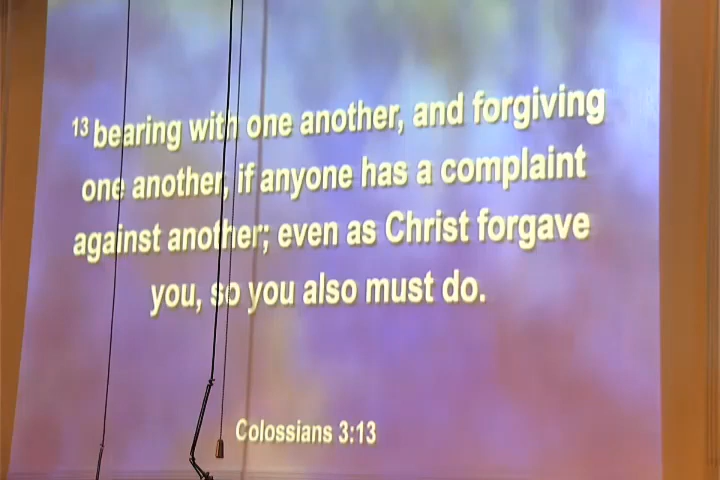 13 bearing with one another, and forgiving
one another, if anyone has a complaint
against another; even as Christ forgave
you, so you also must do.
Colossians 3:13